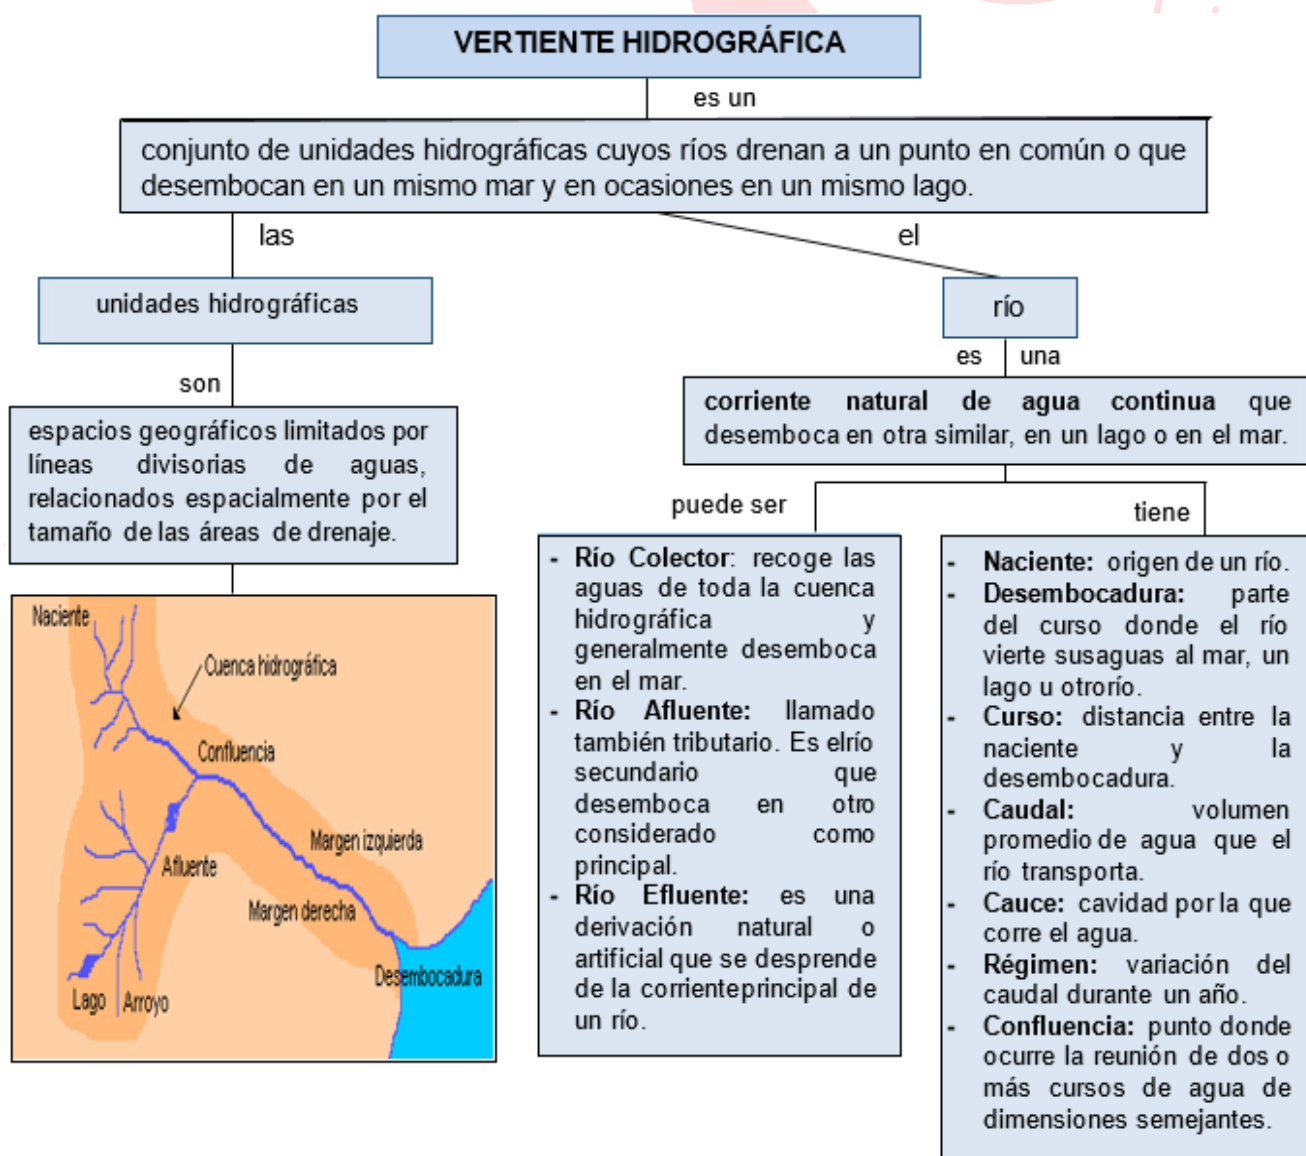 VERTIENTE HIDROGRÁFICA
es un
conjunto de unidades hidrográficas cuyos ríos drenan a un punto en común o que
desembocan en un mismo mar y en ocasiones en un mismo lago.
las
el
unidades hidrográficas
río
son
es una
espacios geográficos limitados por
líneas divisorias de aguas,
relacionados espacialmente por el
tamaño de las áreas de drenaje.
corriente natural de agua continua que
desemboca en otra similar, en un lago o en el mar.
puede ser
tiene
Naciente
Cuenca hidrográfica
Confluencia
Margen izquierda
Afluente
Margen derecha
Desembocadura
Lago
Arroyo
- Río Colector: recoge las
aguas de toda la cuenca
hidrográfica y
generalmente desemboca
en el mar.
- Río Afluente: llamado
también tributario. Es elrío
secundario que
desemboca en otro
considerado como
principal.
- Río Efluente: es una
derivación natural o
artificial que se desprende
de la corrienteprincipal de
un río.
- Naciente: origen de un río.
- Desembocadura: parte
del curso donde el río
vierte susaguas al mar, un
lago u otrorío.
- Curso: distancia entre la
naciente y la
desembocadura.
- Caudal: volumen
promedio de agua que el
río transporta.
- Cauce: cavidad por la que
corre el agua.
- Régimen: variación del
caudal durante un año.
- Confluencia: punto donde
ocurre la reunión de dos o
más cursos de agua de
dimensiones semejantes.